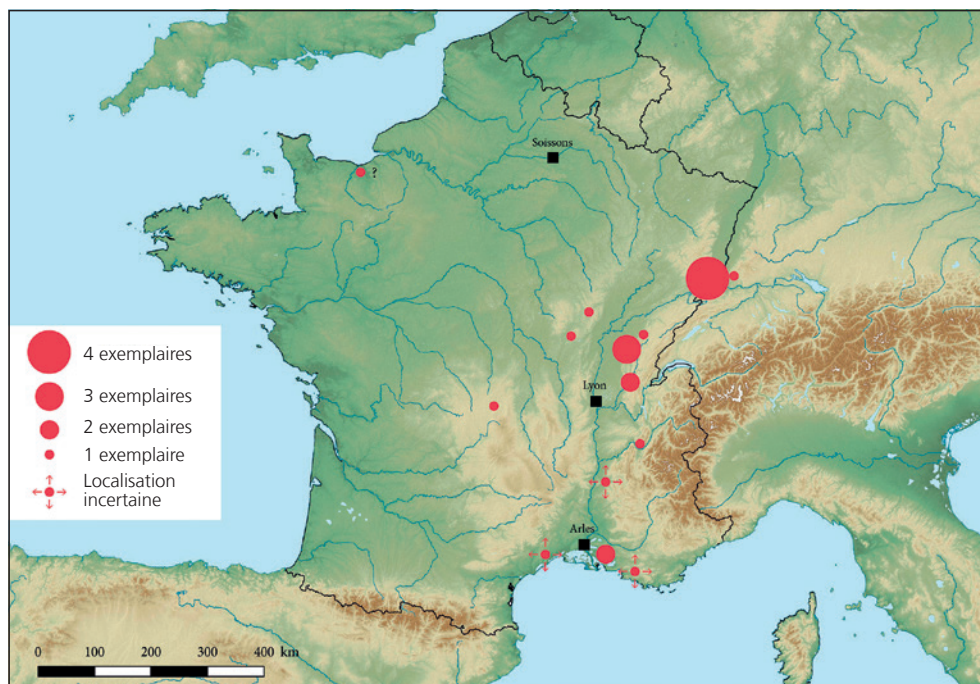 Soissons
?
Lyon
Arles
4 exemplaires
3 exemplaires
2 exemplaires
1 exemplaire
Localisation
incertaine
0 100 200 300 400 km